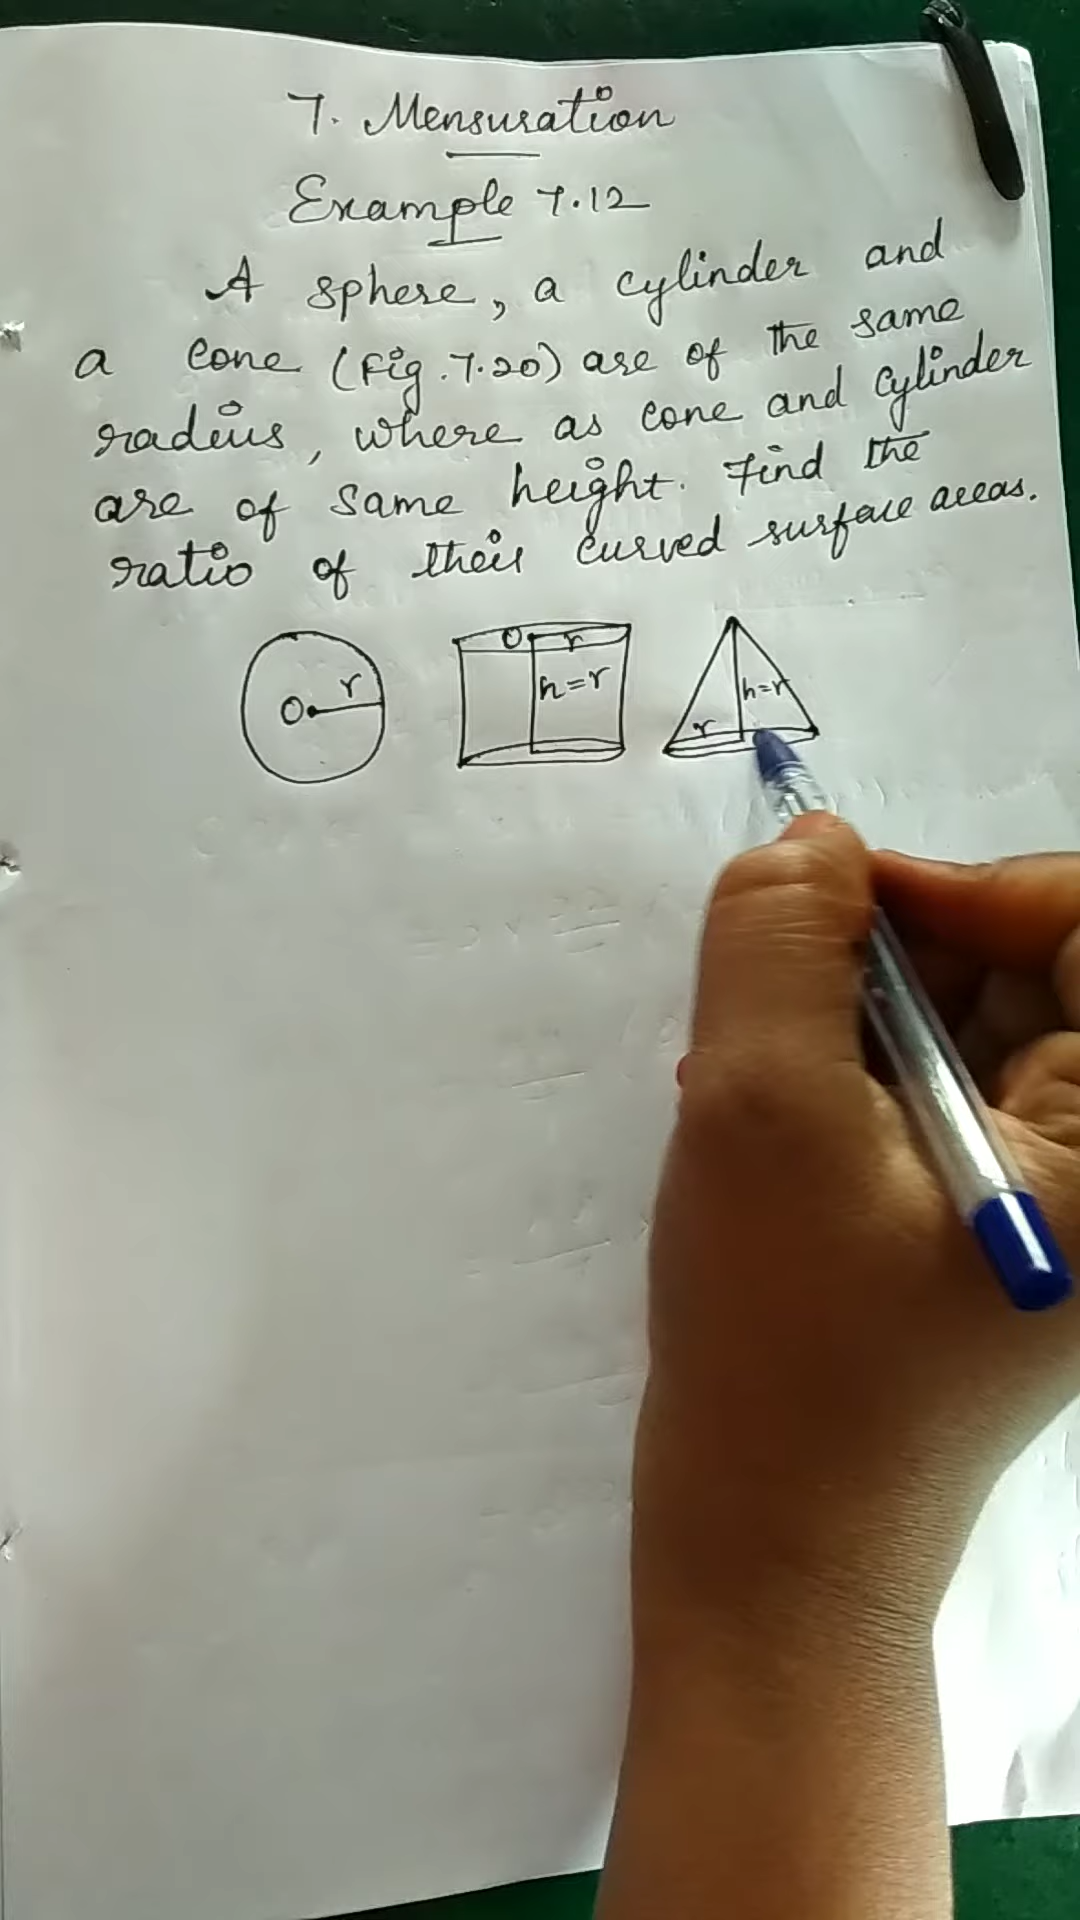 7. Mensuration
Example 7.12
A sphere, a cylinder and
a cone (Fig. 7.20) are of the same
radius, where as cone and cylinder
are of same height. Find the
ratio of their curved surface areas.
O r
O r
h=r
h=r
r